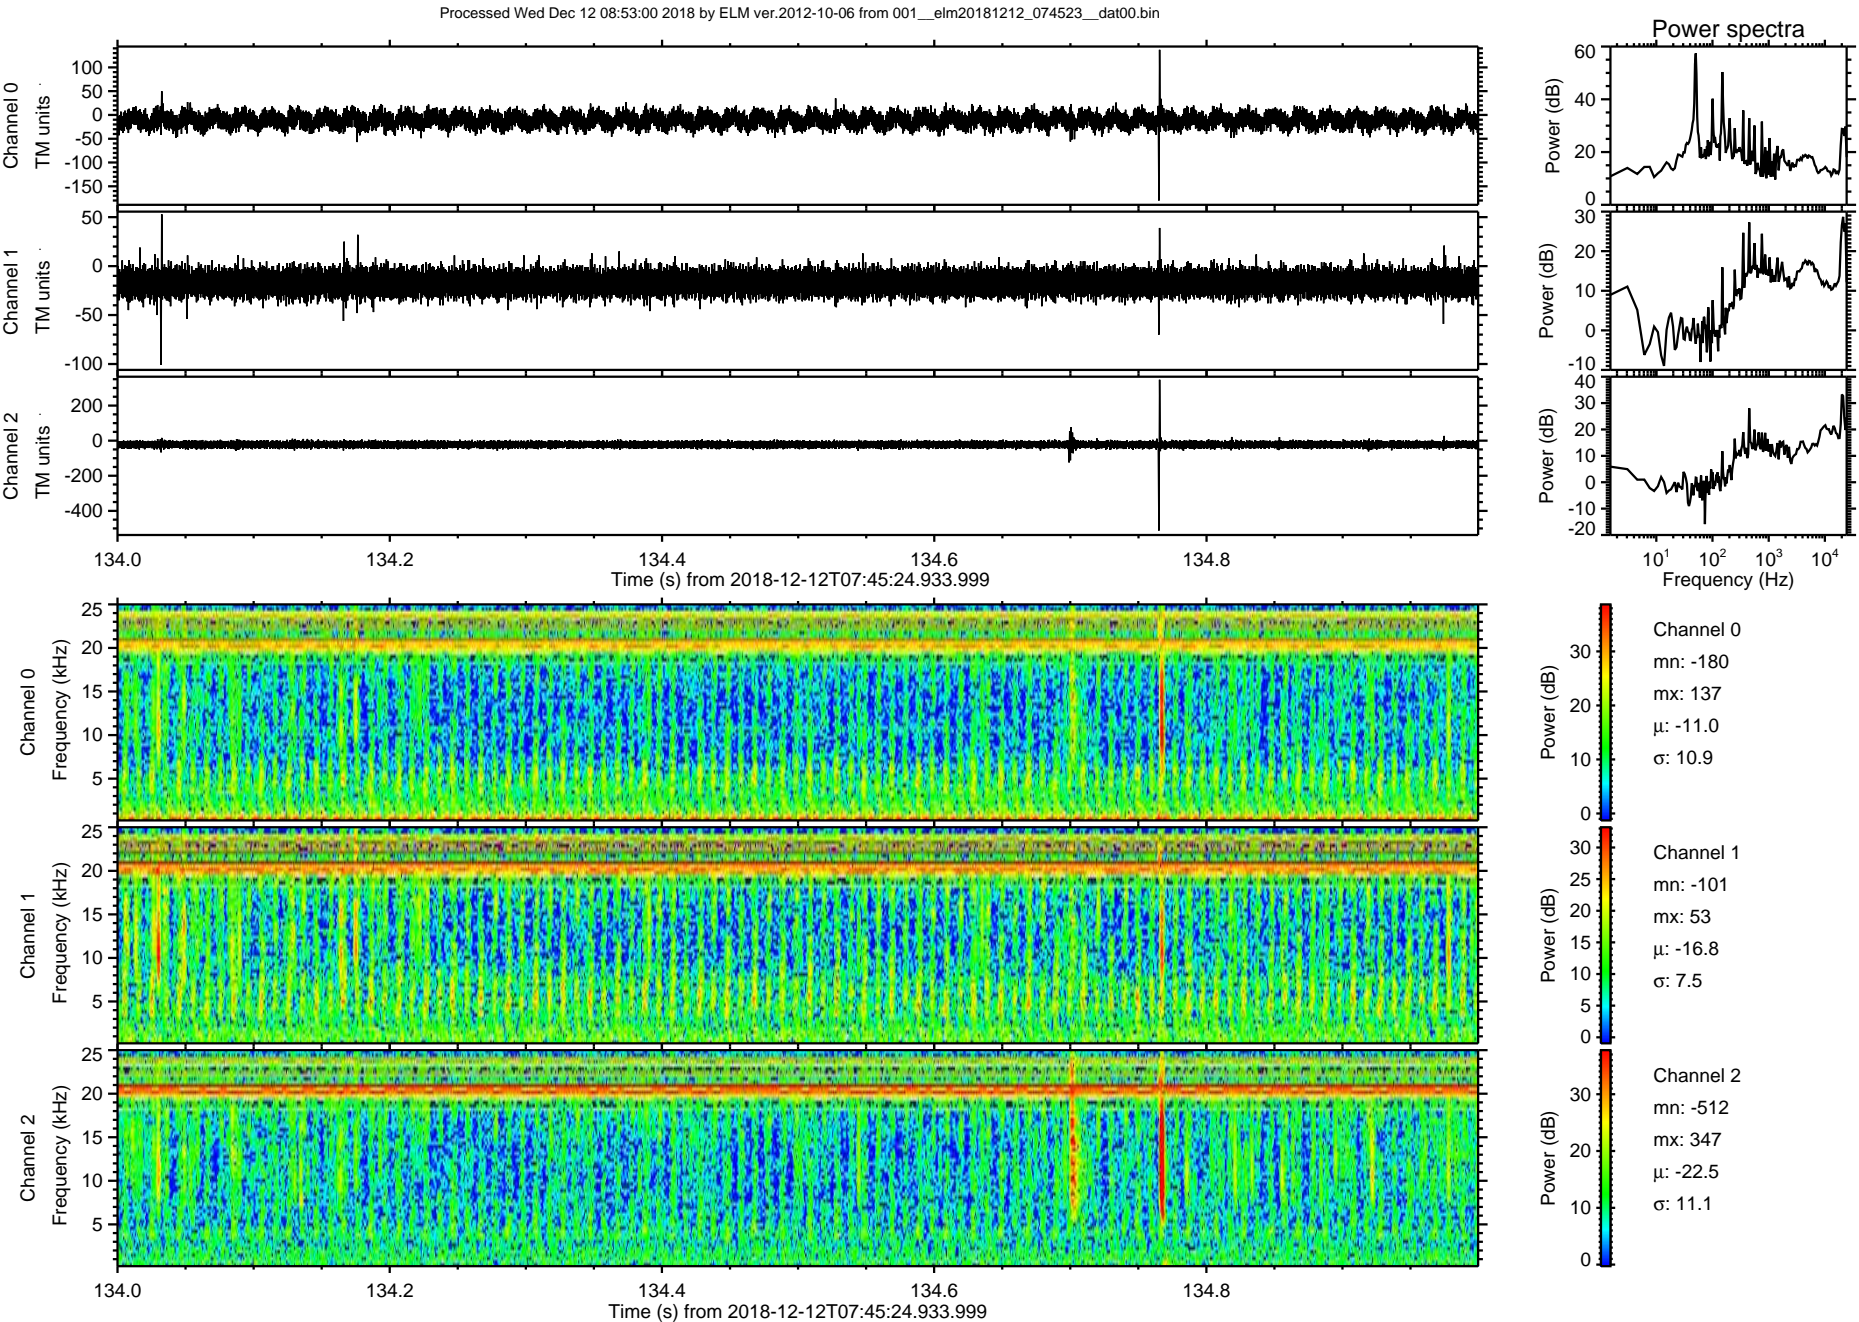 Processed Wed Dec 12 08:53:00 2018 by ELM ver.2012-10-06 from 001__elm20181212_074523__dat00.bin
Power spectra
Channel 0
TM units
100
50
0
-50
-100
-150
Power (dB)
60
40
20
0
Channel 1
TM units
50
0
-50
-100
Power (dB)
30
20
10
0
-10
Channel 2
TM units
200
0
-200
-400
Power (dB)
40
30
20
10
0
-10
-20
134.0 134.2 134.4 134.6 134.8
Time (s) from 2018-12-12T07:45:24.933.999
10^1 10^2 10^3 10^4
Frequency (Hz)
Channel 0
Frequency (kHz)
25
20
15
10
5
Power (dB)
30
20
10
0
Channel 0
mn: -180
mx: 137
μ: -11.0
σ: 10.9
Channel 1
Frequency (kHz)
25
20
15
10
5
Power (dB)
30
25
20
15
10
5
0
Channel 1
mn: -101
mx: 53
μ: -16.8
σ: 7.5
Channel 2
Frequency (kHz)
25
20
15
10
5
Power (dB)
30
20
10
0
Channel 2
mn: -512
mx: 347
μ: -22.5
σ: 11.1
134.0 134.2 134.4 134.6 134.8
Time (s) from 2018-12-12T07:45:24.933.999